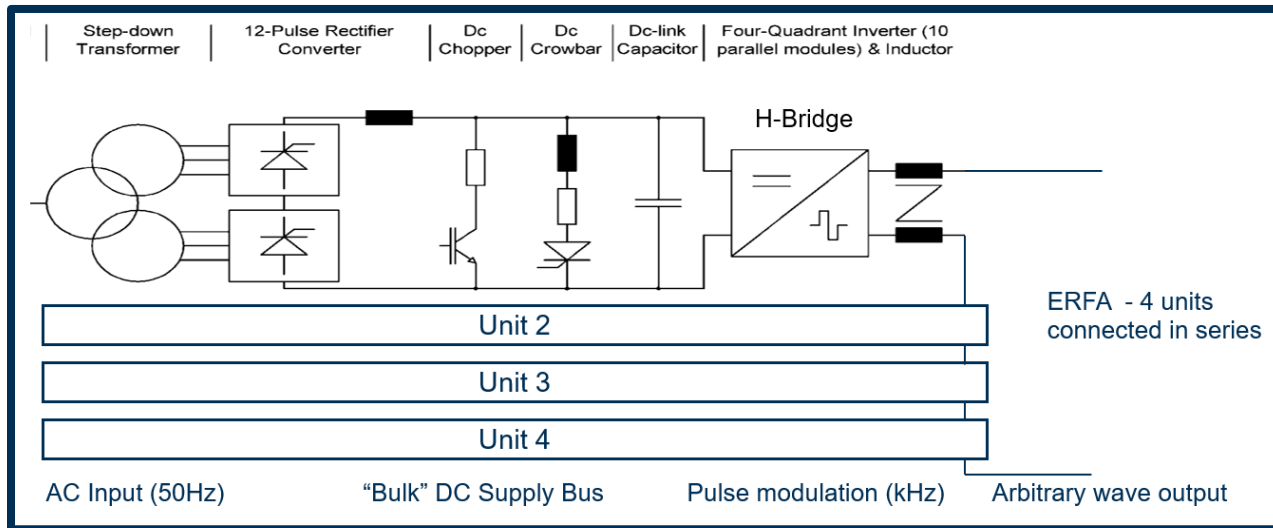 Step-down
Transformer
12-Pulse Rectifier
Converter
Dc
Chopper
Dc
Crowbar
Dc-link
Capacitor
Four-Quadrant Inverter (10
parallel modules) & Inductor
H-Bridge
ERFA - 4 units
connected in series
Unit 2
Unit 3
Unit 4
AC Input (50Hz)
“Bulk” DC Supply Bus
Pulse modulation (kHz)
Arbitrary wave output